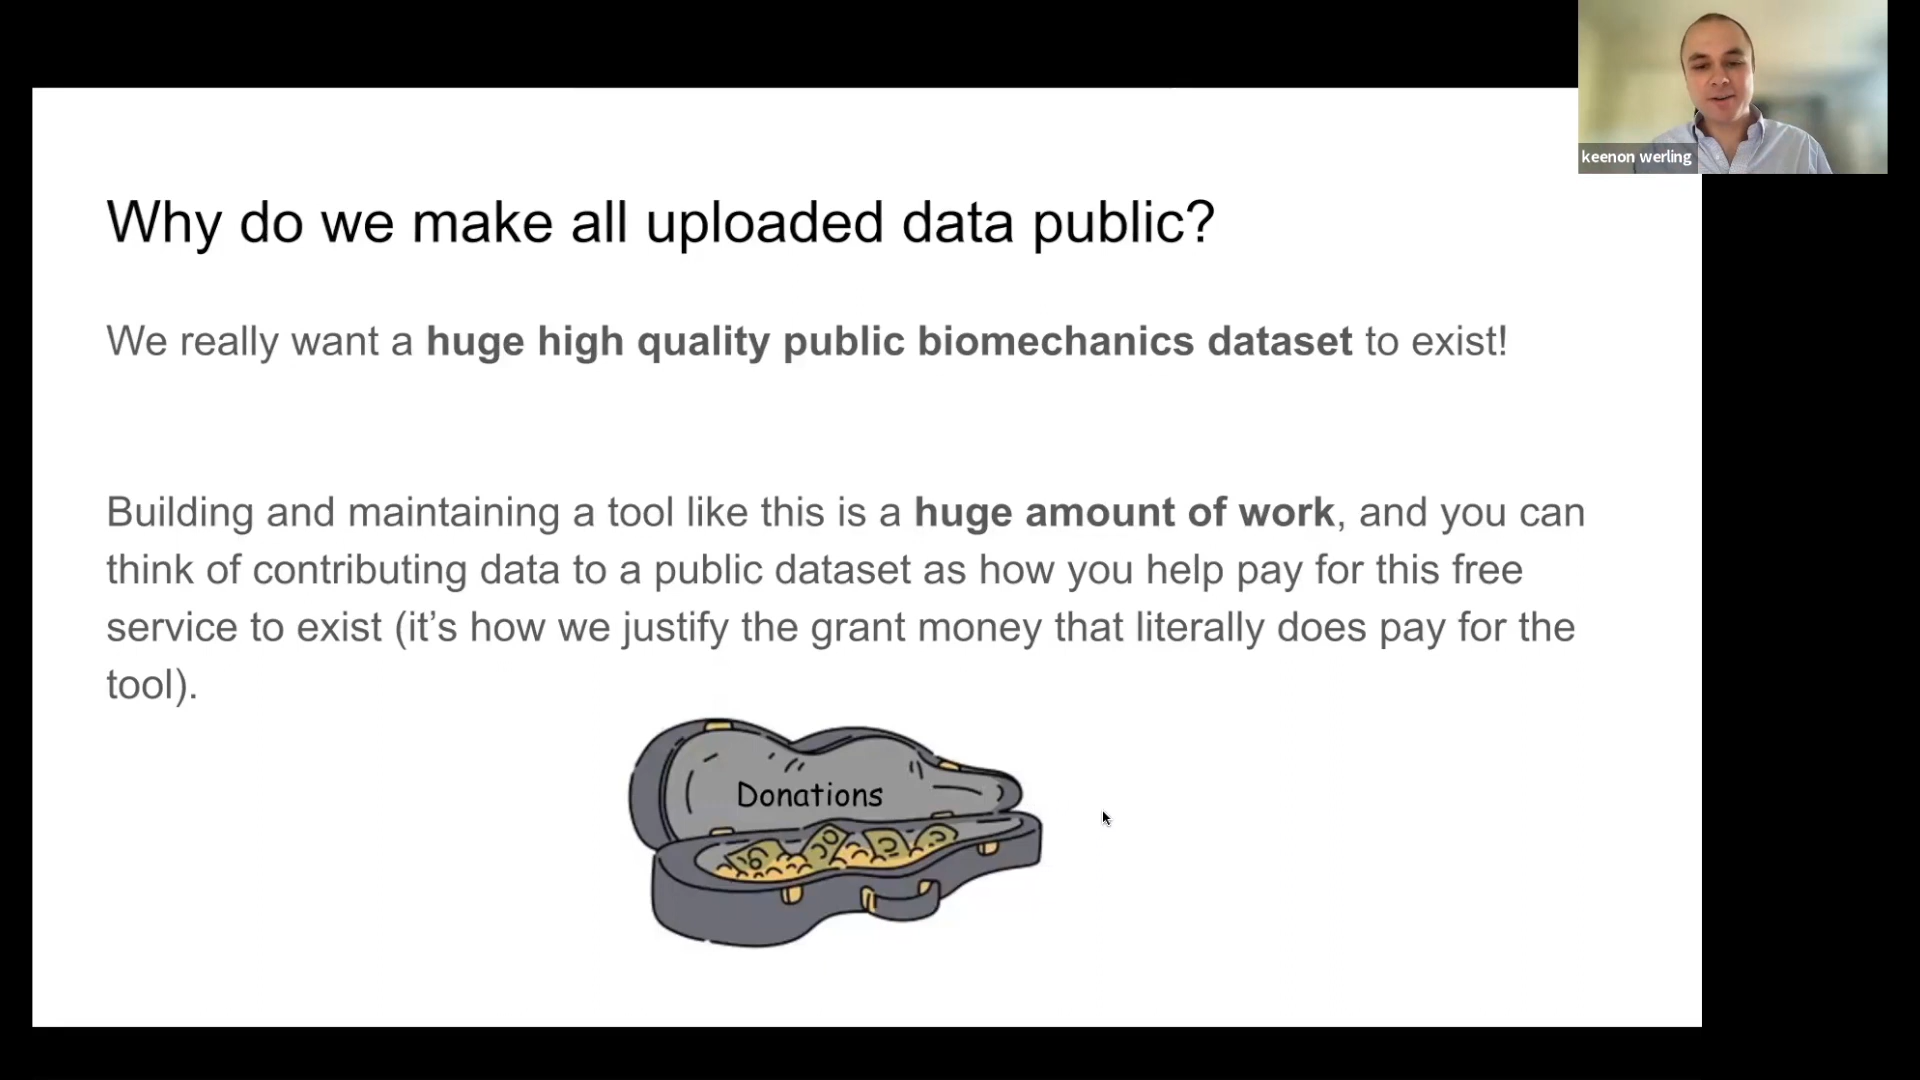 keenon werling
Why do we make all uploaded data public?
We really want a huge high quality public biomechanics dataset to exist!
Building and maintaining a tool like this is a huge amount of work, and you can
think of contributing data to a public dataset as how you help pay for this free
service to exist (it’s how we justify the grant money that literally does pay for the
tool).
Donations